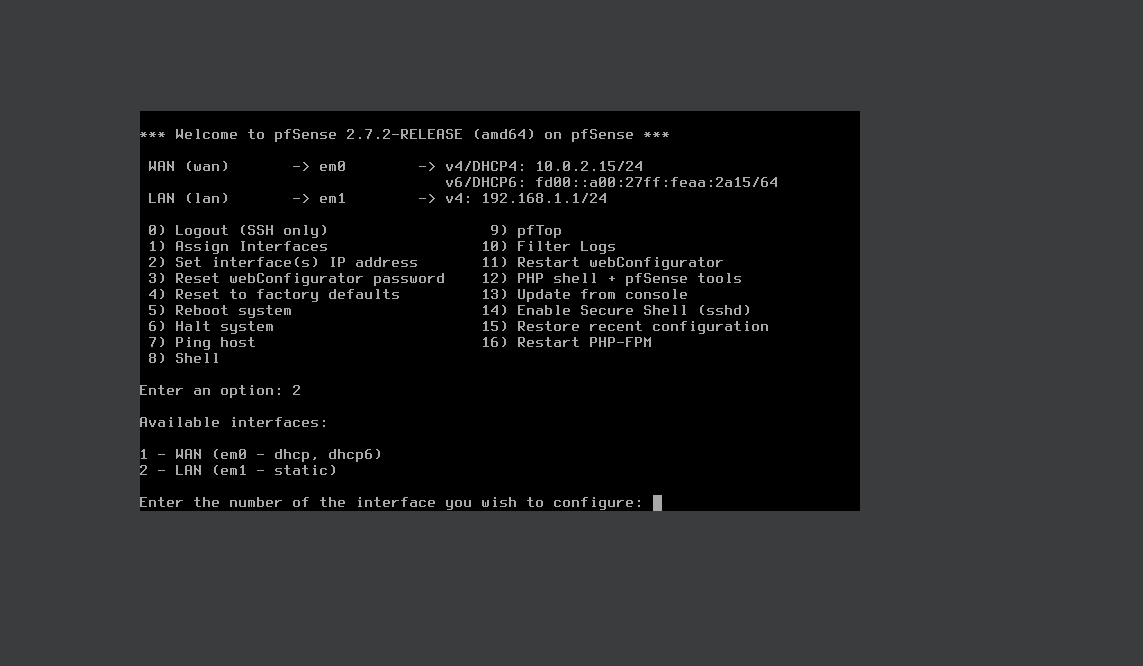 *** Welcome to pfSense 2.7.2-RELEASE (amd64) on pfSense ***
WAN (wan) -> em0 -> v4/DHCP4: 10.0.2.15/24
v6/DHCP6: fd00::a00:27ff:feaa:2a15/64
LAN (lan) -> em1 -> v4: 192.168.1.1/24
0) Logout (SSH only) 9) pfTop
1) Assign Interfaces 10) Filter Logs
2) Set interface(s) IP address 11) Restart webConfigurator
3) Reset webConfigurator password 12) PHP shell + pfSense tools
4) Reset to factory defaults 13) Update from console
5) Reboot system 14) Enable Secure Shell (sshd)
6) Halt system 15) Restore recent configuration
7) Ping host 16) Restart PHP-FPM
8) Shell
Enter an option: 2
Available interfaces:
1 - WAN (em0 - dhcp, dhcp6)
2 - LAN (em1 - static)
Enter the number of the interface you wish to configure: